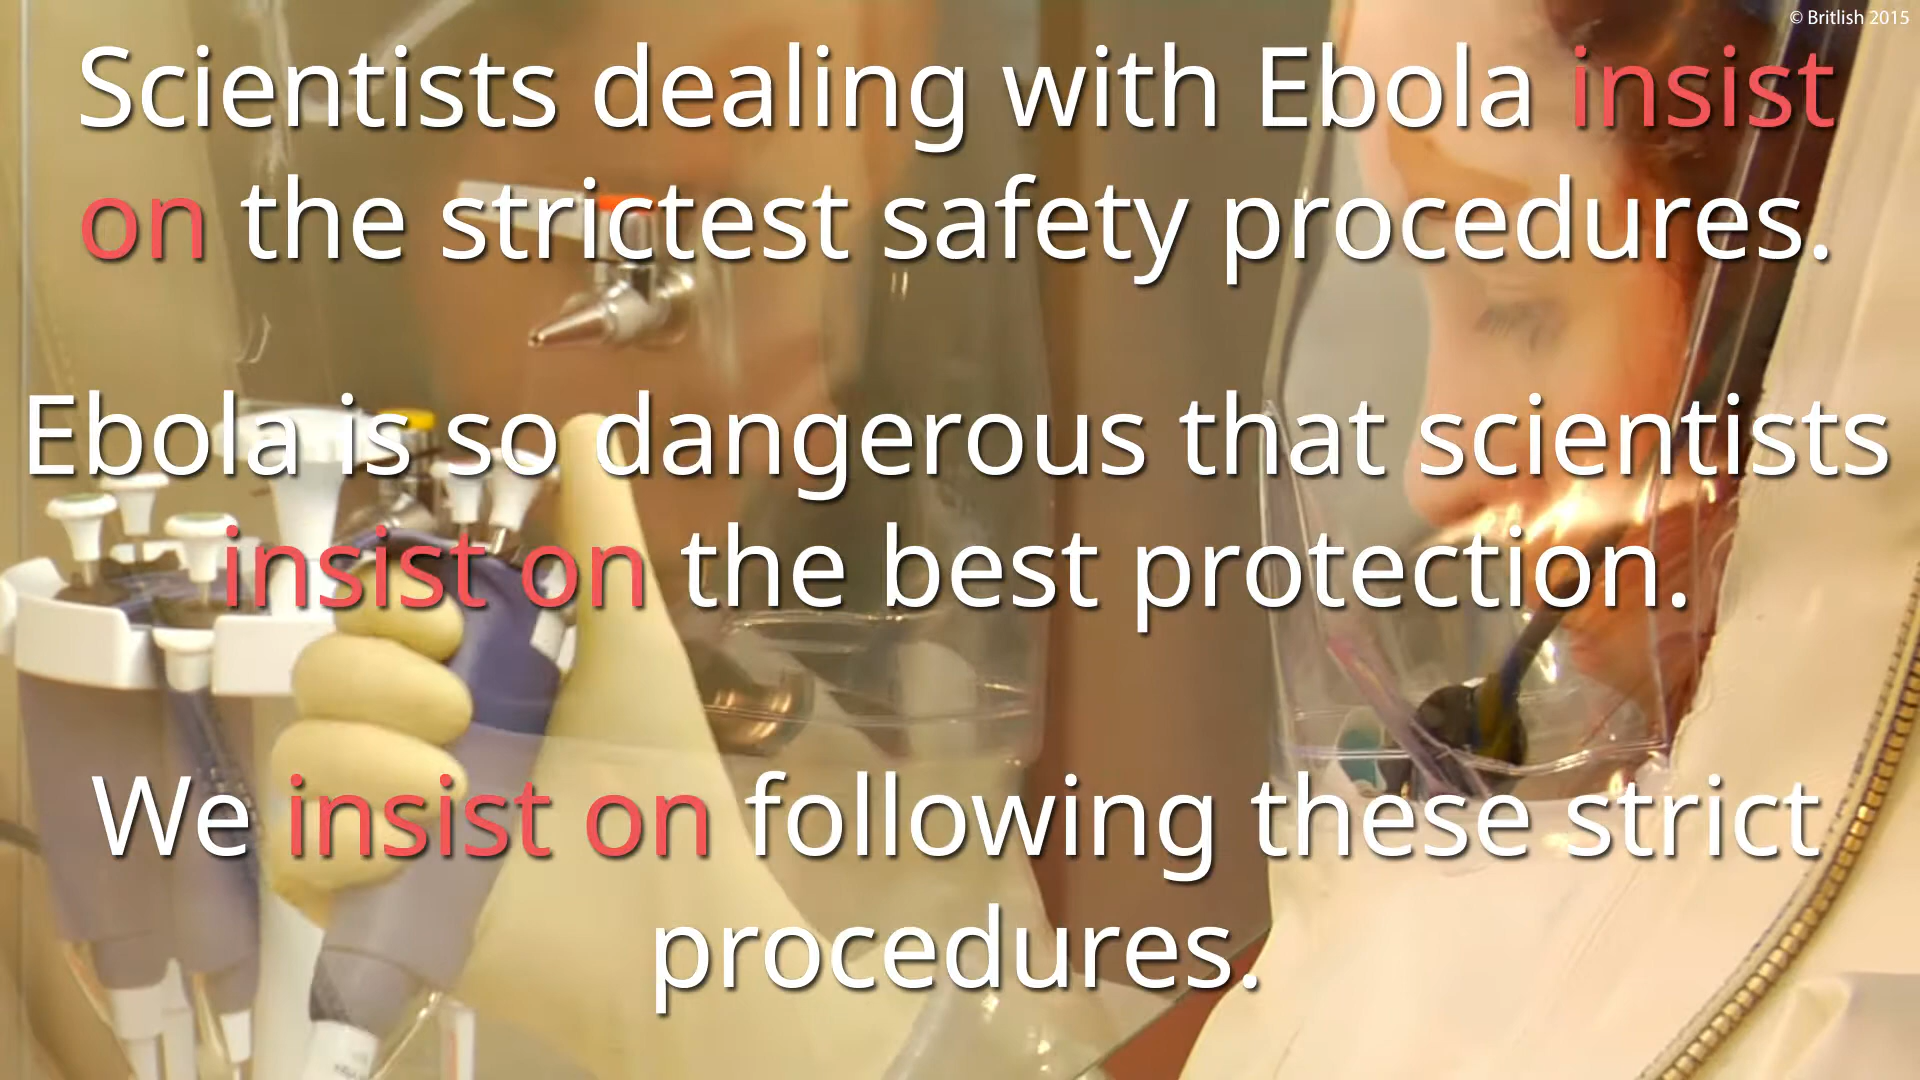 © Britlish 2015
Scientists dealing with Ebola insist
on the strictest safety procedures.
Ebola is so dangerous that scientists
insist on the best protection.
We insist on following these strict
procedures.